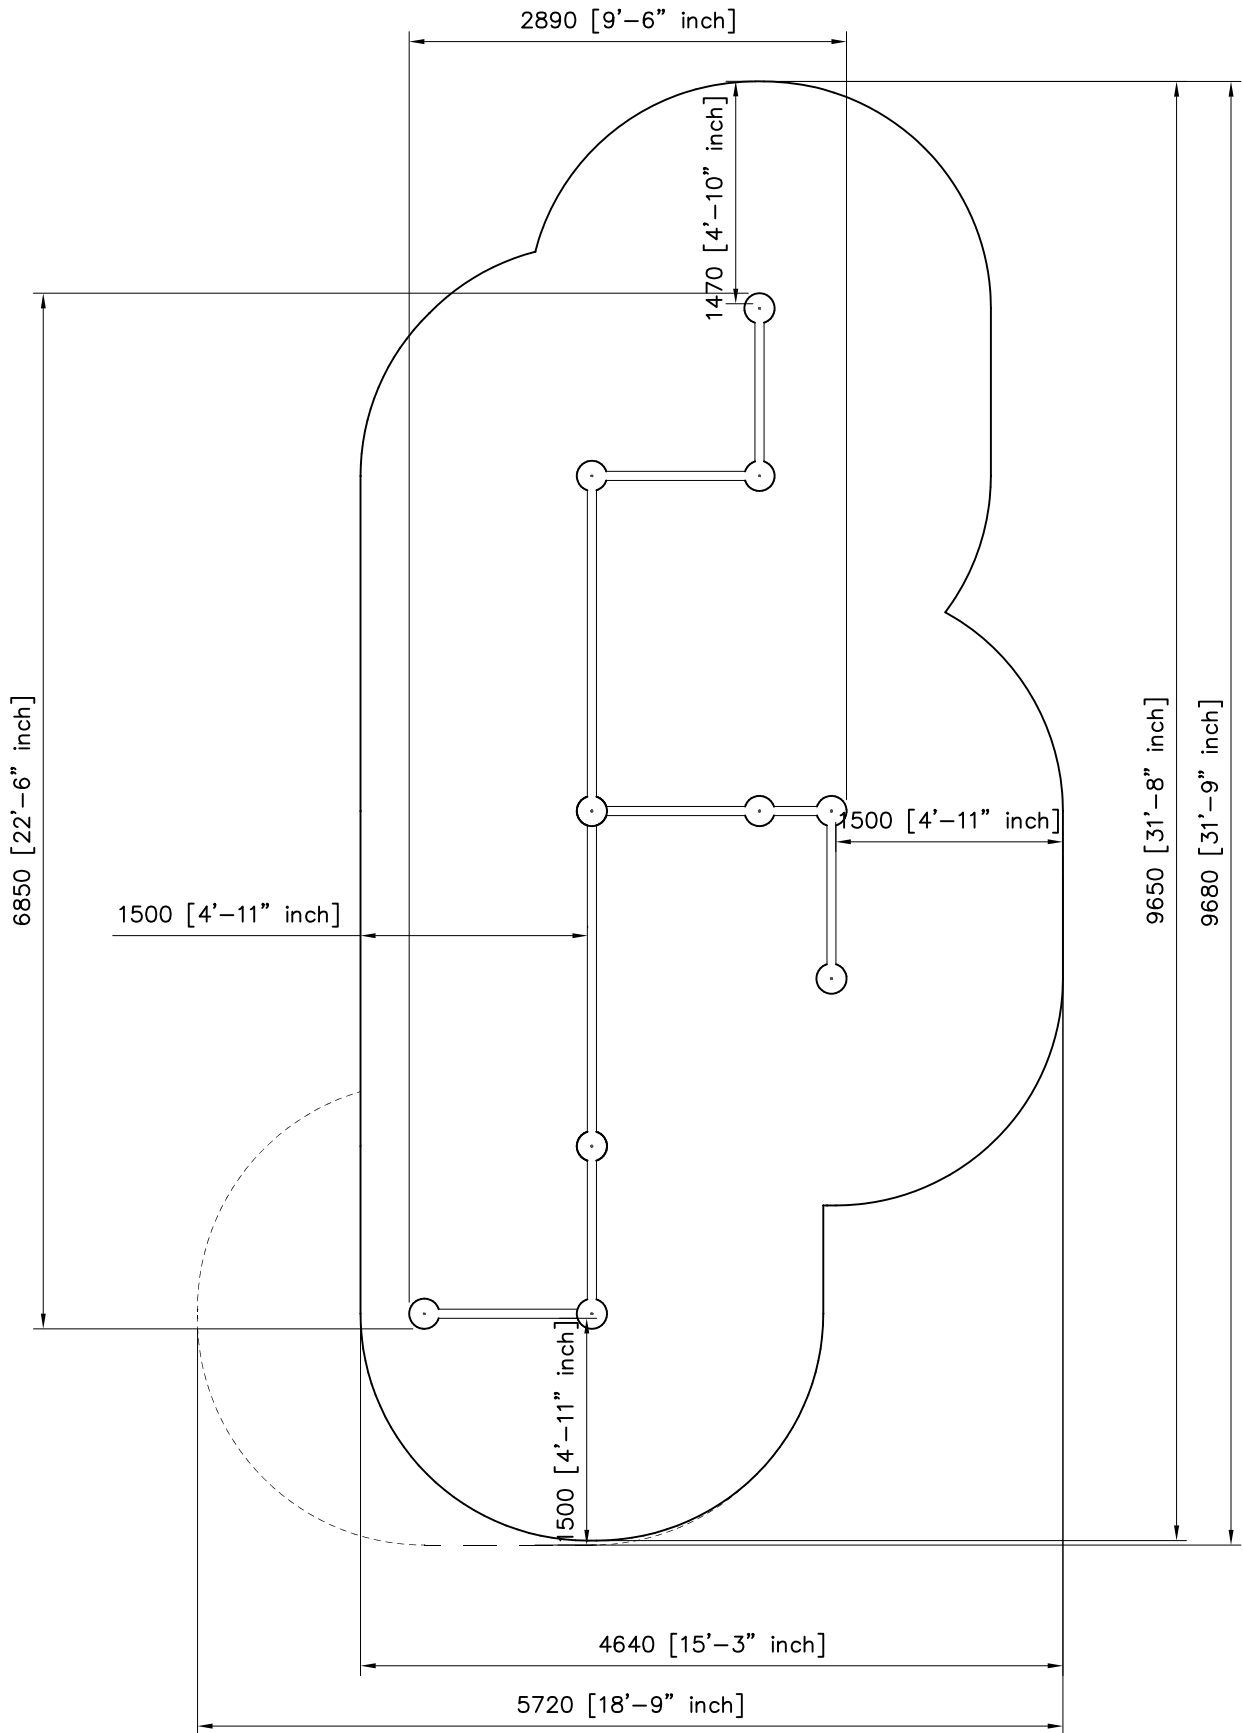 2890 [9’–6” inch]
1470 [4’–10” inch]
6850 [22’–6” inch]
9650 [31’–8” inch]
9680 [31’–9” inch]
1500 [4’–11” inch]
1500 [4’–11” inch]
1500 [4’–11” inch]
4640 [15’–3” inch]
5720 [18’–9” inch]